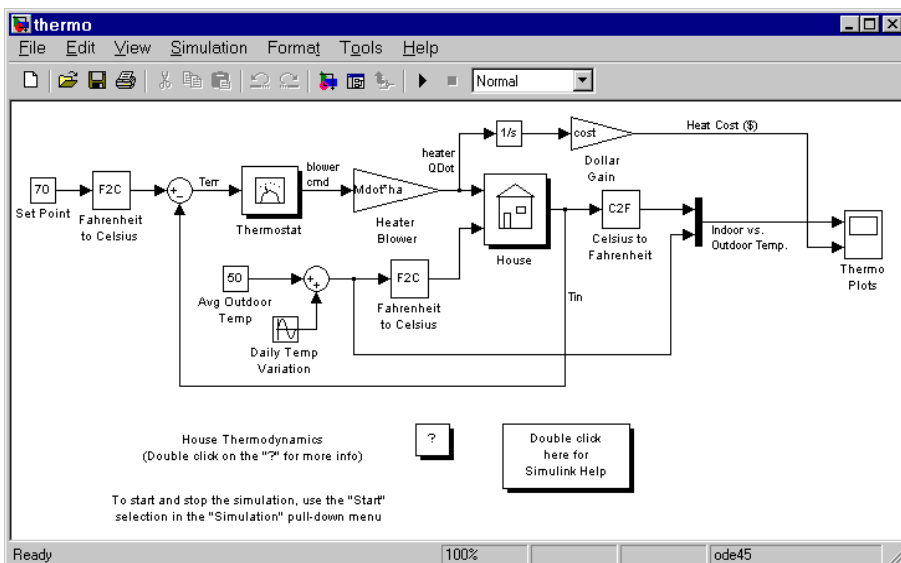 thermo
File Edit View Simulation Format Tools Help
Normal
70
Set Point
F2C
Fahrenheit
to Celsius
Terr
Thermostat
blower
cmd
Mdot*ha
Heater
Blower
heater
QDot
1/s
cost
Dollar
Gain
Heat Cost ($)
House
C2F
Celsius to
Fahrenheit
Indoor vs.
Outdoor Temp.
Thermo
Plots
50
Avg Outdoor
Temp
F2C
Fahrenheit
to Celsius
Daily Temp
Variation
Tin
House Thermodynamics
(Double click on the "?" for more info)
?
Double click
here for
Simulink Help
To start and stop the simulation, use the "Start"
selection in the "Simulation" pull-down menu
Ready 100% ode45